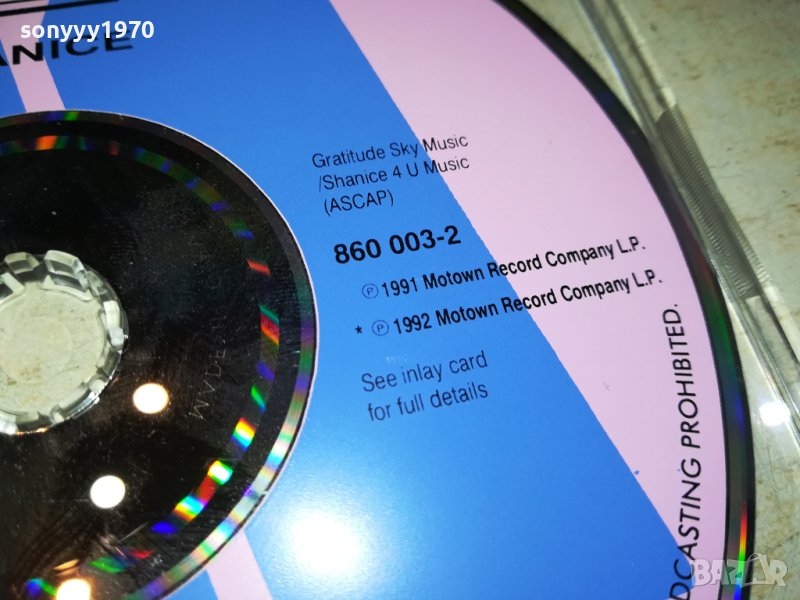 sonyyy1970
ANICE
Gratitude Sky Music
/Shanice 4 U Music
(ASCAP)
860 003-2
Ⓟ 1991 Motown Record Company L.P.
* Ⓟ 1992 Motown Record Company L.P.
See inlay card
for full details
DCASTING PROHIBITED.
BAZAR